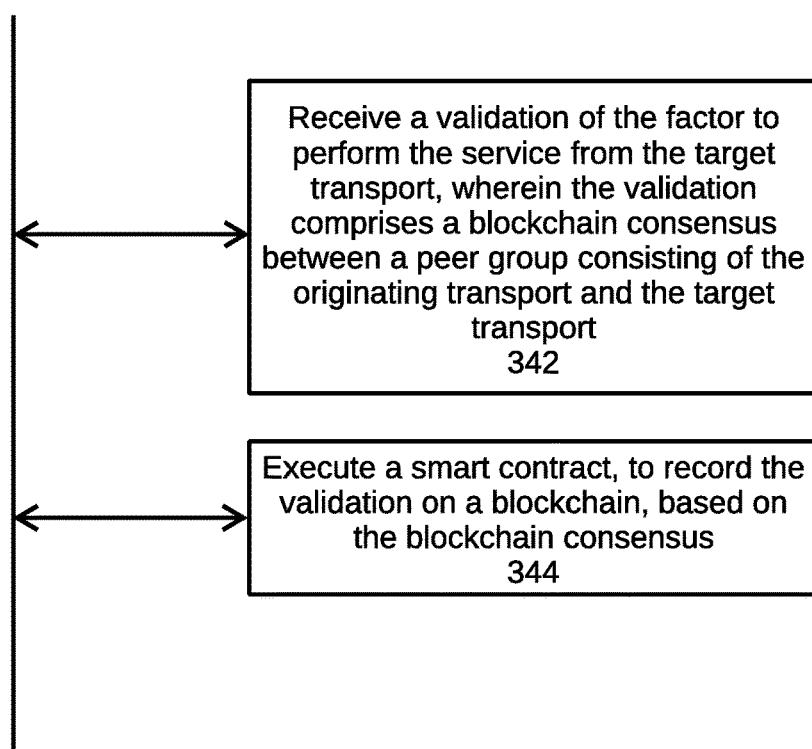 Receive a validation of the factor to
perform the service from the target
transport, wherein the validation
comprises a blockchain consensus
between a peer group consisting of the
originating transport and the target
transport
342
Execute a smart contract, to record the
validation on a blockchain, based on
the blockchain consensus
344